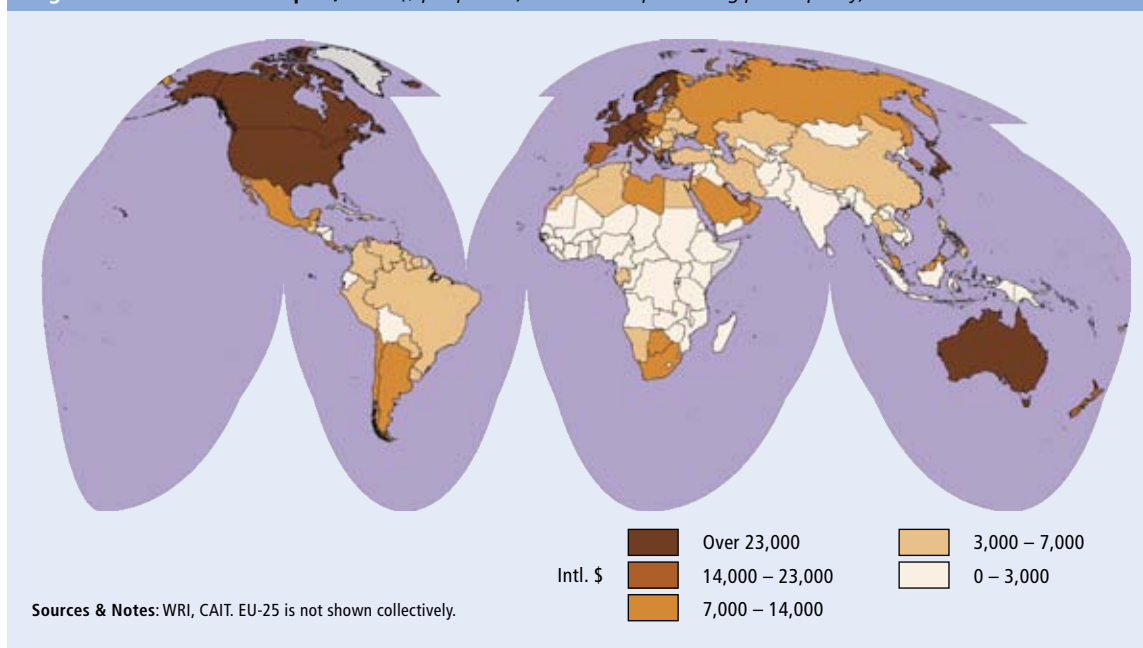 Over 23,000
3,000 – 7,000
Intl. $
14,000 – 23,000
0 – 3,000
7,000 – 14,000
Sources & Notes: WRI, CAIT. EU-25 is not shown collectively.